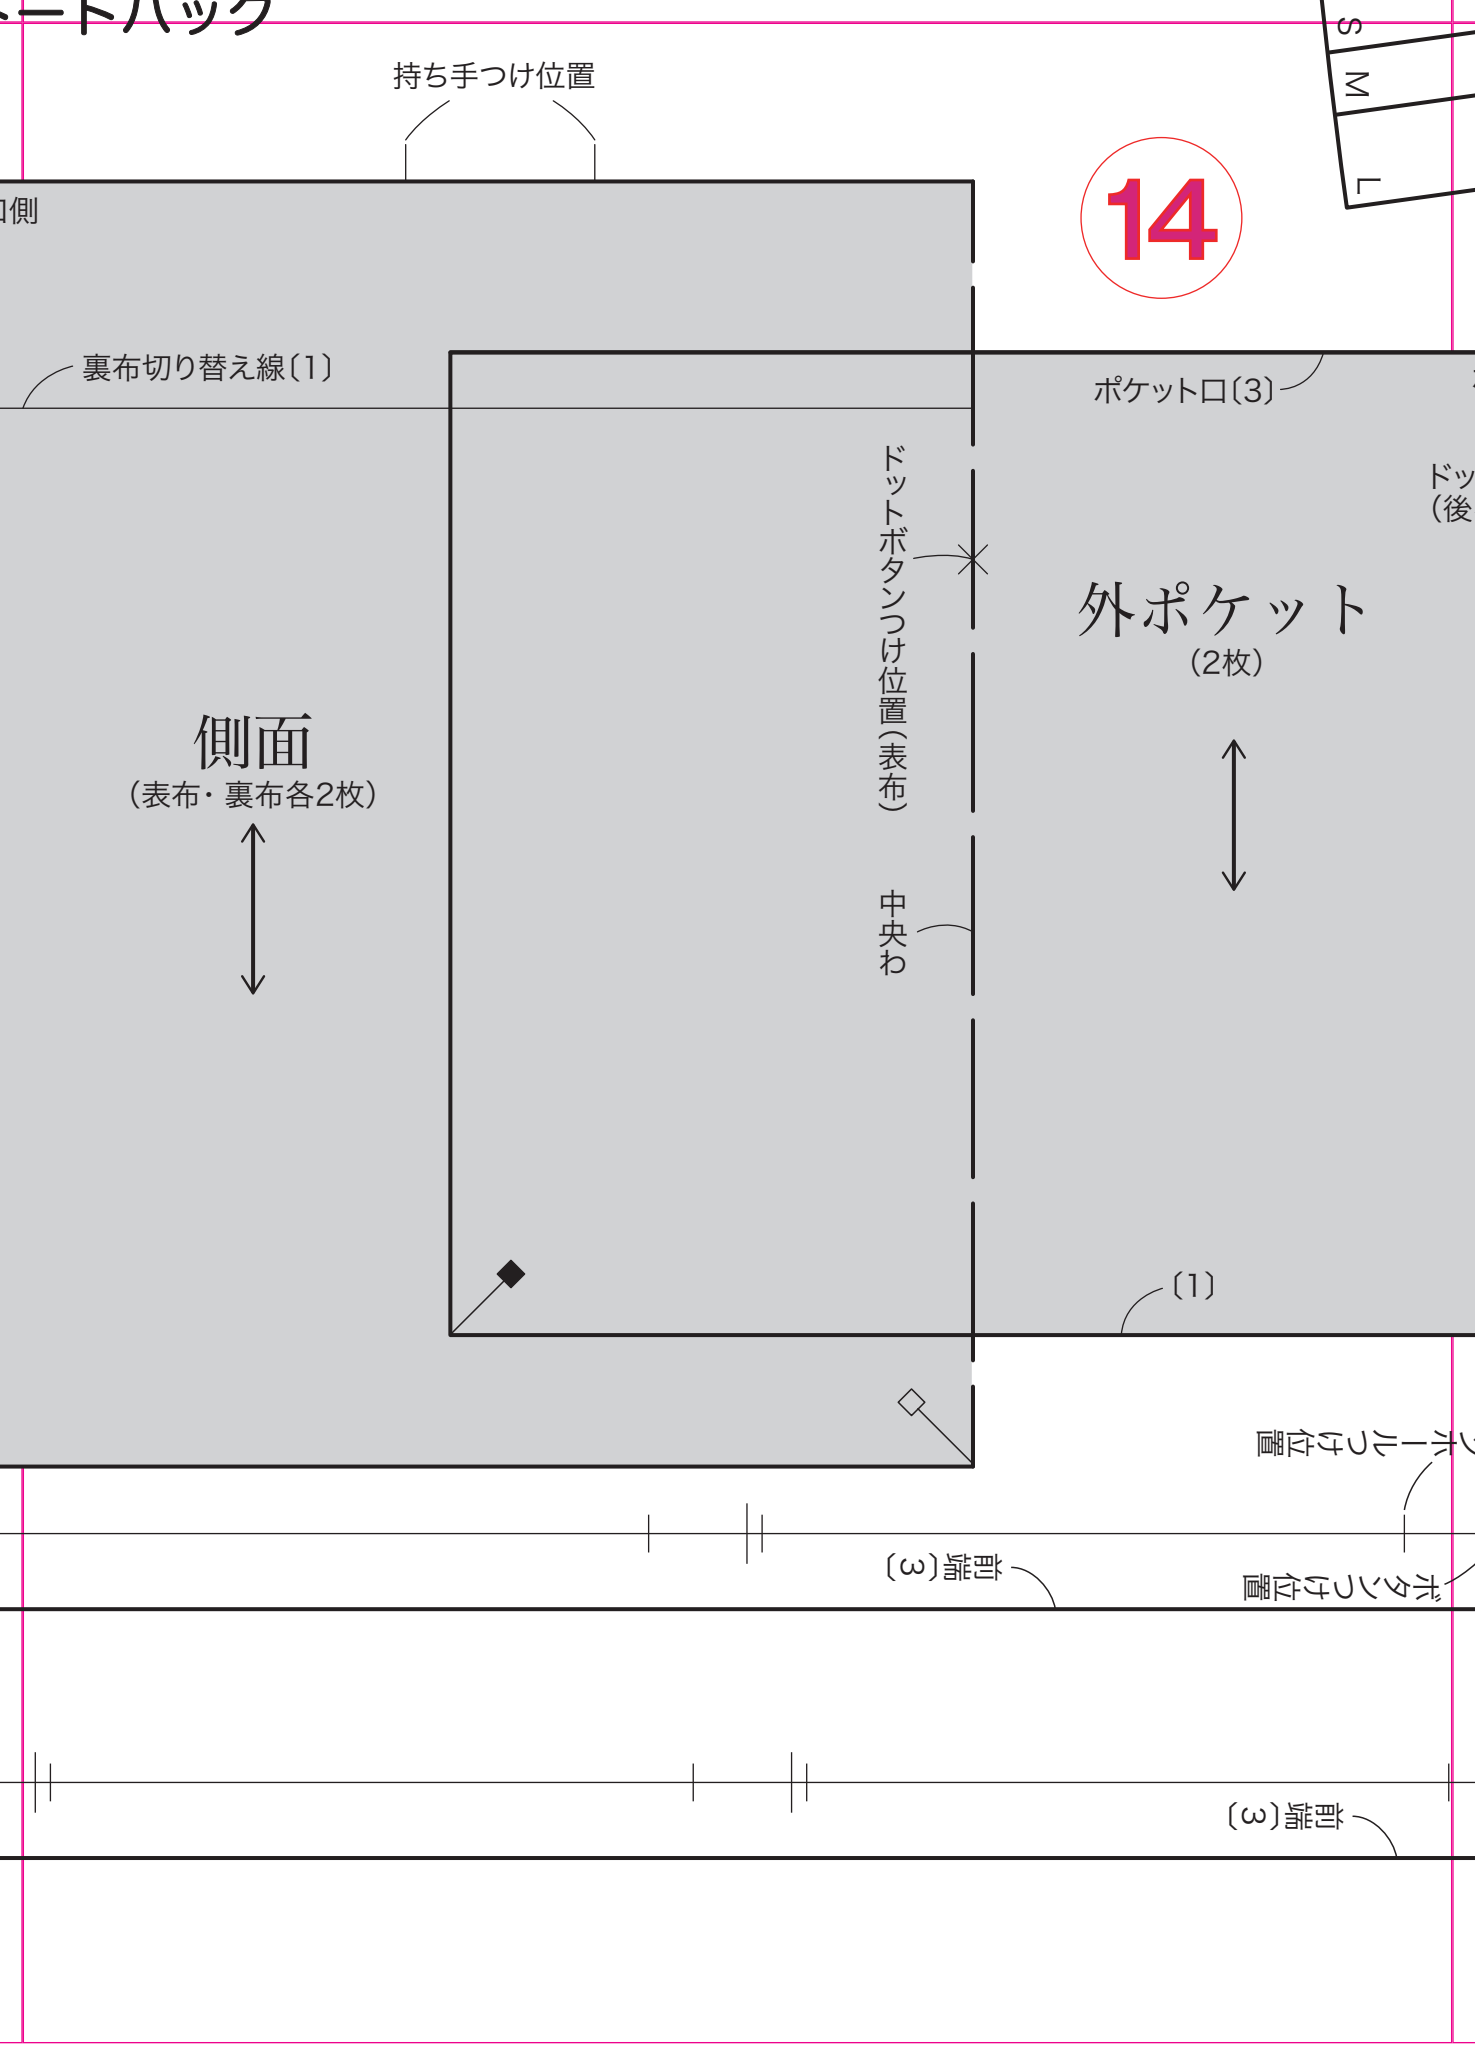 トートバッグ
持ち手つけ位置
S
M
L
14
口側
裏布切り替え線〔1〕
ポケット口〔3〕
ドットボタンつけ位置（表布）
ドッ
（後
外ポケット
（2枚）
側面
（表布・裏布各2枚）
中央わ
〔1〕
ホールつけ位置
前端〔3〕
ボタンつけ位置
前端〔3〕